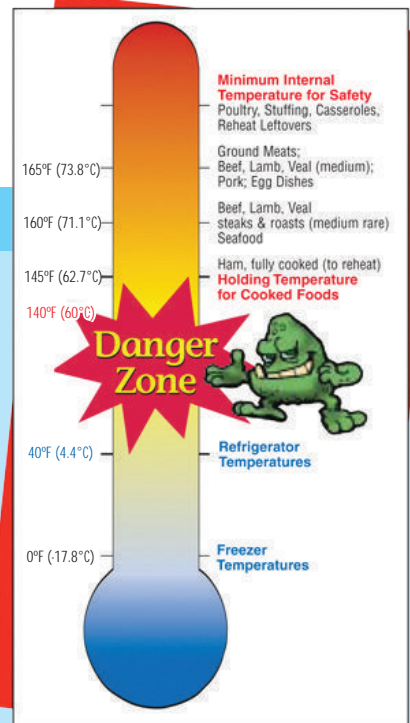 Minimum Internal
Temperature for Safety
Poultry, Stuffing, Casseroles,
Reheat Leftovers
Ground Meats;
165ºF (73.8°C)
Beef, Lamb, Veal (medium);
Pork; Egg Dishes
Beef, Lamb, Veal
160ºF (71.1°C)
steaks & roasts (medium rare)
Seafood
Ham, fully cooked (to reheat)
145ºF (62.7°C)
Holding Temperature
for Cooked Foods
140ºF (60°C)
Danger
Zone
40ºF (4.4°C)
Refrigerator
Temperatures
0ºF (-17.8°C)
Freezer
Temperatures